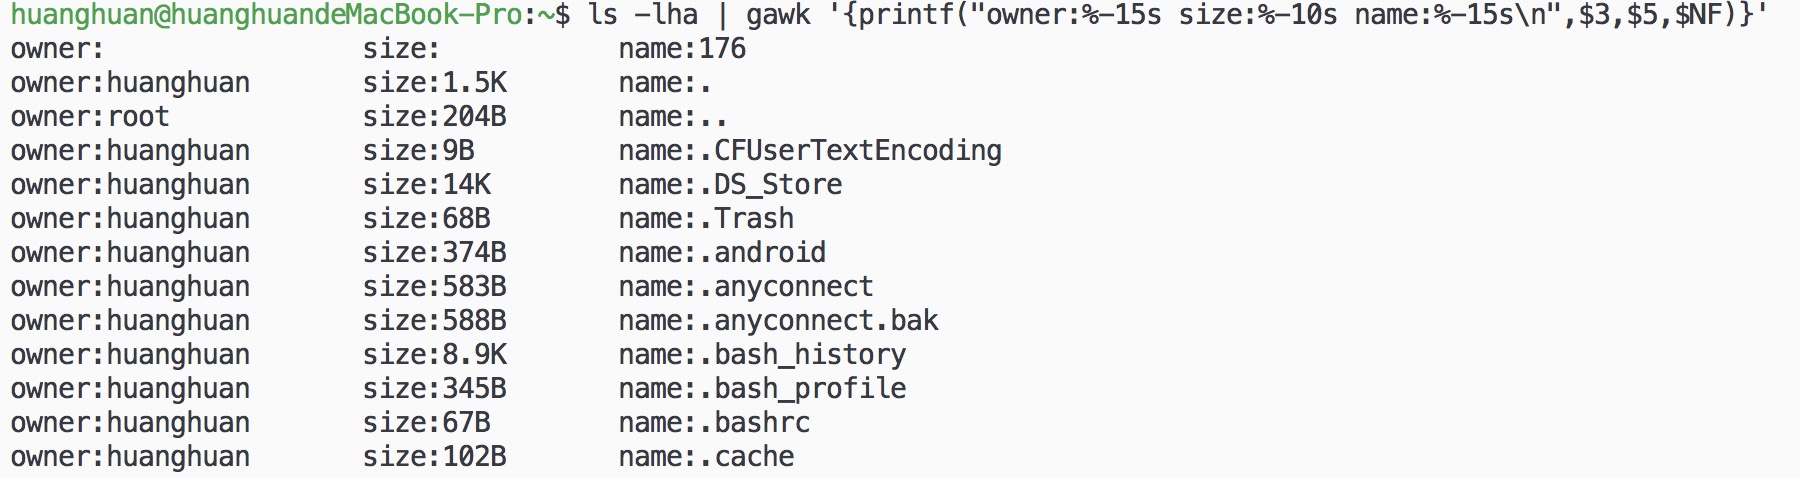 huanghuan@huanghuandeMacBook-Pro:~$ ls -lha | gawk '{printf("owner:%-15s size:%-10s name:%-15s\n",$3,$5,$NF)}'
owner:                size:           name:176
owner:huanghuan       size:1.5K       name:.
owner:root            size:204B       name:..
owner:huanghuan       size:9B         name:.CFUserTextEncoding
owner:huanghuan       size:14K        name:.DS_Store
owner:huanghuan       size:68B        name:.Trash
owner:huanghuan       size:374B       name:.android
owner:huanghuan       size:583B       name:.anyconnect
owner:huanghuan       size:588B       name:.anyconnect.bak
owner:huanghuan       size:8.9K       name:.bash_history
owner:huanghuan       size:345B       name:.bash_profile
owner:huanghuan       size:67B        name:.bashrc
owner:huanghuan       size:102B       name:.cache